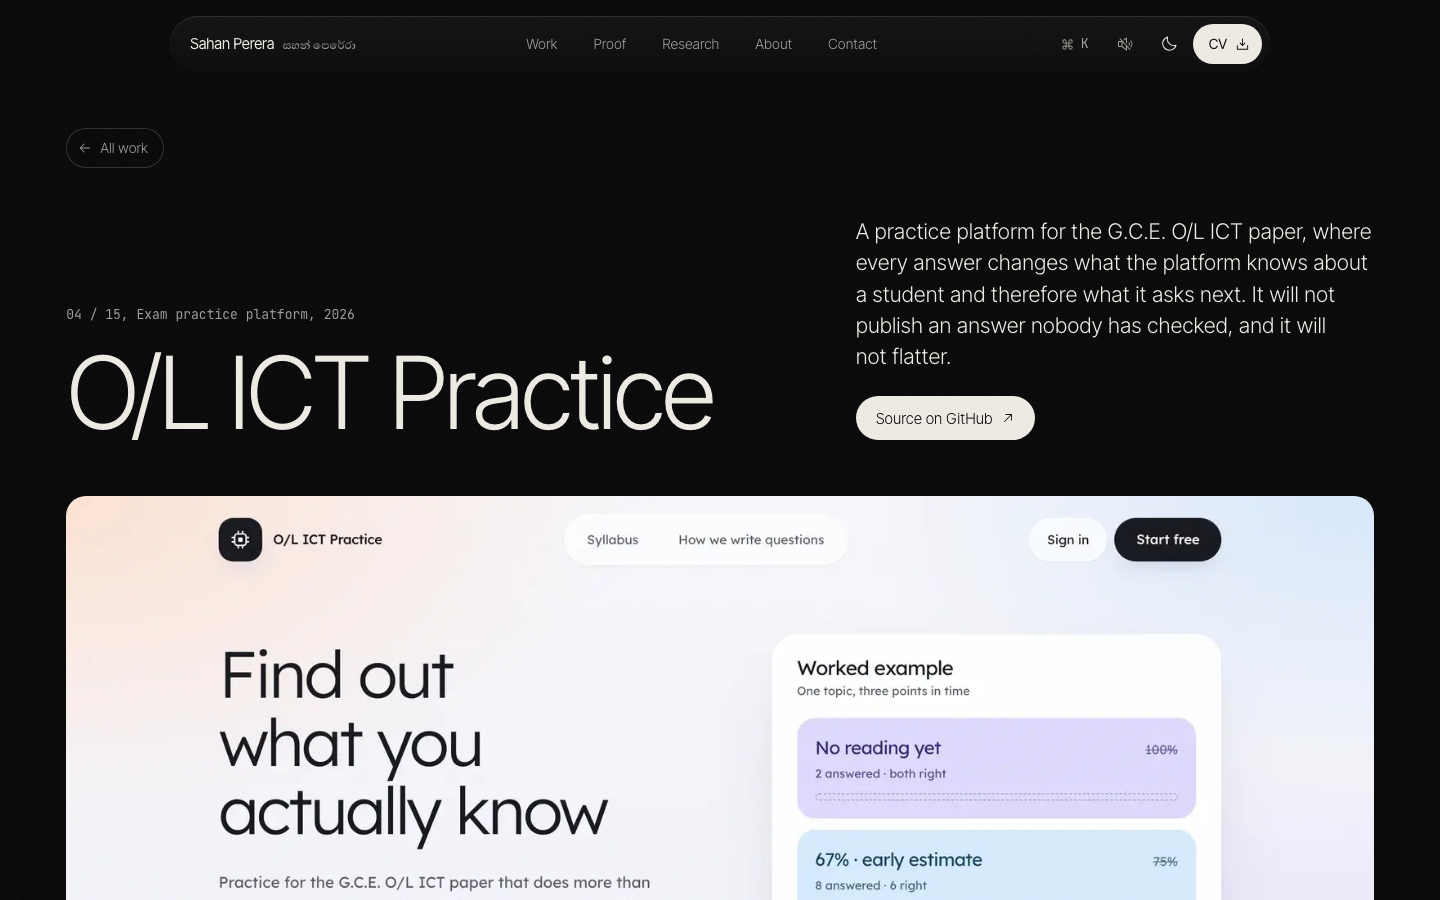 Sahan Perera සහන් පෙරේරා
Work
Proof
Research
About
Contact
⌘ K
CV
← All work
04 / 15, Exam practice platform, 2026
O/L ICT Practice
A practice platform for the G.C.E. O/L ICT paper, where
every answer changes what the platform knows about
a student and therefore what it asks next. It will not
publish an answer nobody has checked, and it will
not flatter.
Source on GitHub ↗
O/L ICT Practice
Syllabus
How we write questions
Sign in
Start free
Find out
what you
actually know
Practice for the G.C.E. O/L ICT paper that does more than
Worked example
One topic, three points in time
No reading yet
100%
2 answered · both right
67% · early estimate
75%
8 answered · 6 right